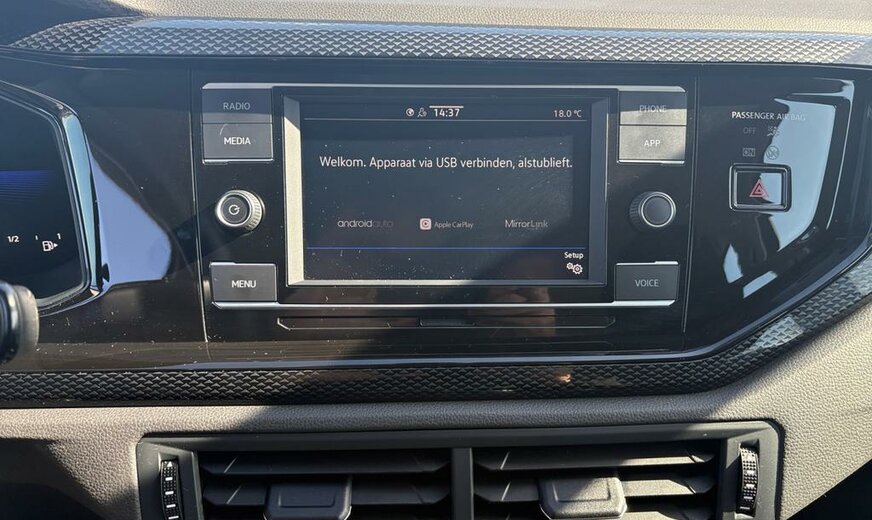 RADIO
MEDIA
MENU
14:37
18.0 °C
Welkom. Apparaat via USB verbinden, alstublieft.
androidauto
Apple CarPlay
MirrorLink
Setup
PHONE
APP
VOICE
PASSENGER AIR BAG
OFF
ON
1/2
1